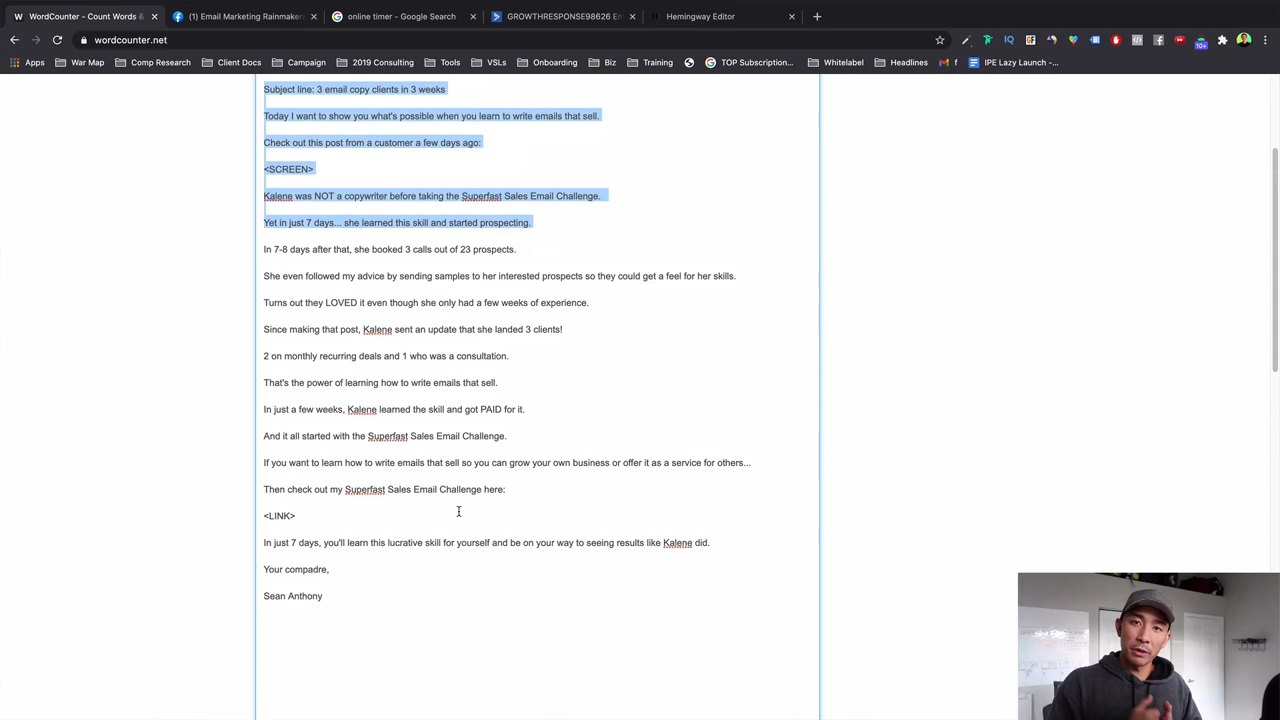 WordCounter - Count Words &
(1) Email Marketing Rainmakers
online timer - Google Search
GROWTHRESPONSE98626 Em
Hemingway Editor
wordcounter.net
10+
Apps War Map Comp Research Client Docs Campaign 2019 Consulting Tools VSLs Onboarding Biz Training TOP Subscription... Whitelabel Headlines f IPE Lazy Launch -...
Subject line: 3 email copy clients in 3 weeks
Today I want to show you what's possible when you learn to write emails that sell.
Check out this post from a customer a few days ago:
<SCREEN>
Kalene was NOT a copywriter before taking the Superfast Sales Email Challenge.
Yet in just 7 days... she learned this skill and started prospecting.
In 7-8 days after that, she booked 3 calls out of 23 prospects.
She even followed my advice by sending samples to her interested prospects so they could get a feel for her skills.
Turns out they LOVED it even though she only had a few weeks of experience.
Since making that post, Kalene sent an update that she landed 3 clients!
2 on monthly recurring deals and 1 who was a consultation.
That's the power of learning how to write emails that sell.
In just a few weeks, Kalene learned the skill and got PAID for it.
And it all started with the Superfast Sales Email Challenge.
If you want to learn how to write emails that sell so you can grow your own business or offer it as a service for others...
Then check out my Superfast Sales Email Challenge here:
<LINK>
In just 7 days, you'll learn this lucrative skill for yourself and be on your way to seeing results like Kalene did.
Your compadre,
Sean Anthony